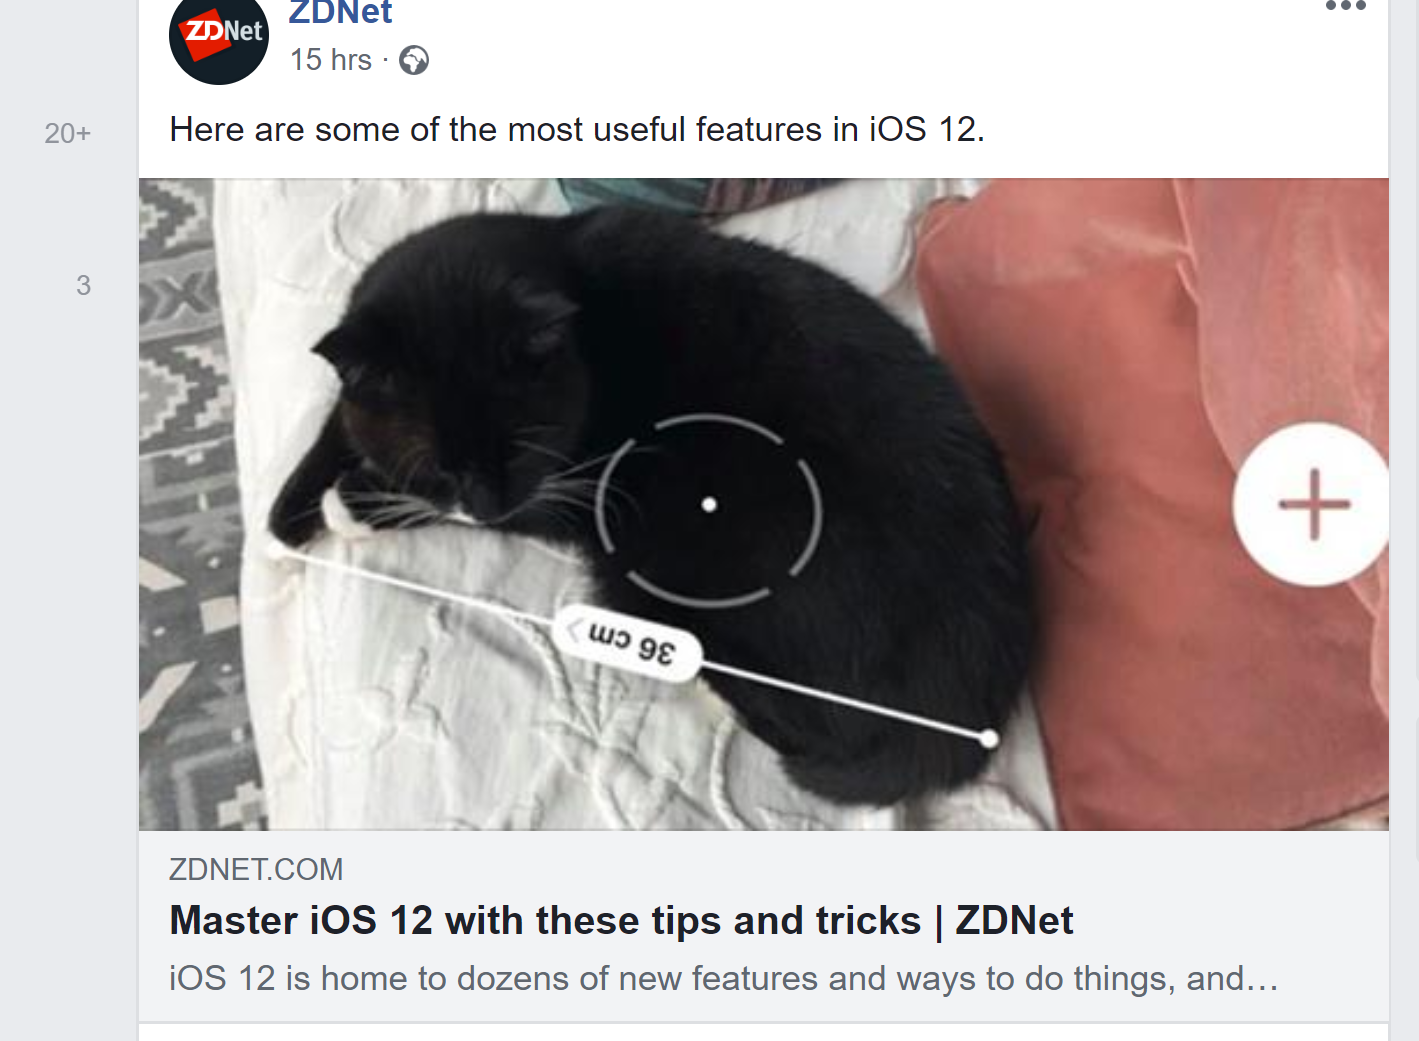 ZDNet
ZDNet
15 hrs ·
20+
Here are some of the most useful features in iOS 12.
3
36 cm
ZDNET.COM
Master iOS 12 with these tips and tricks | ZDNet
iOS 12 is home to dozens of new features and ways to do things, and...